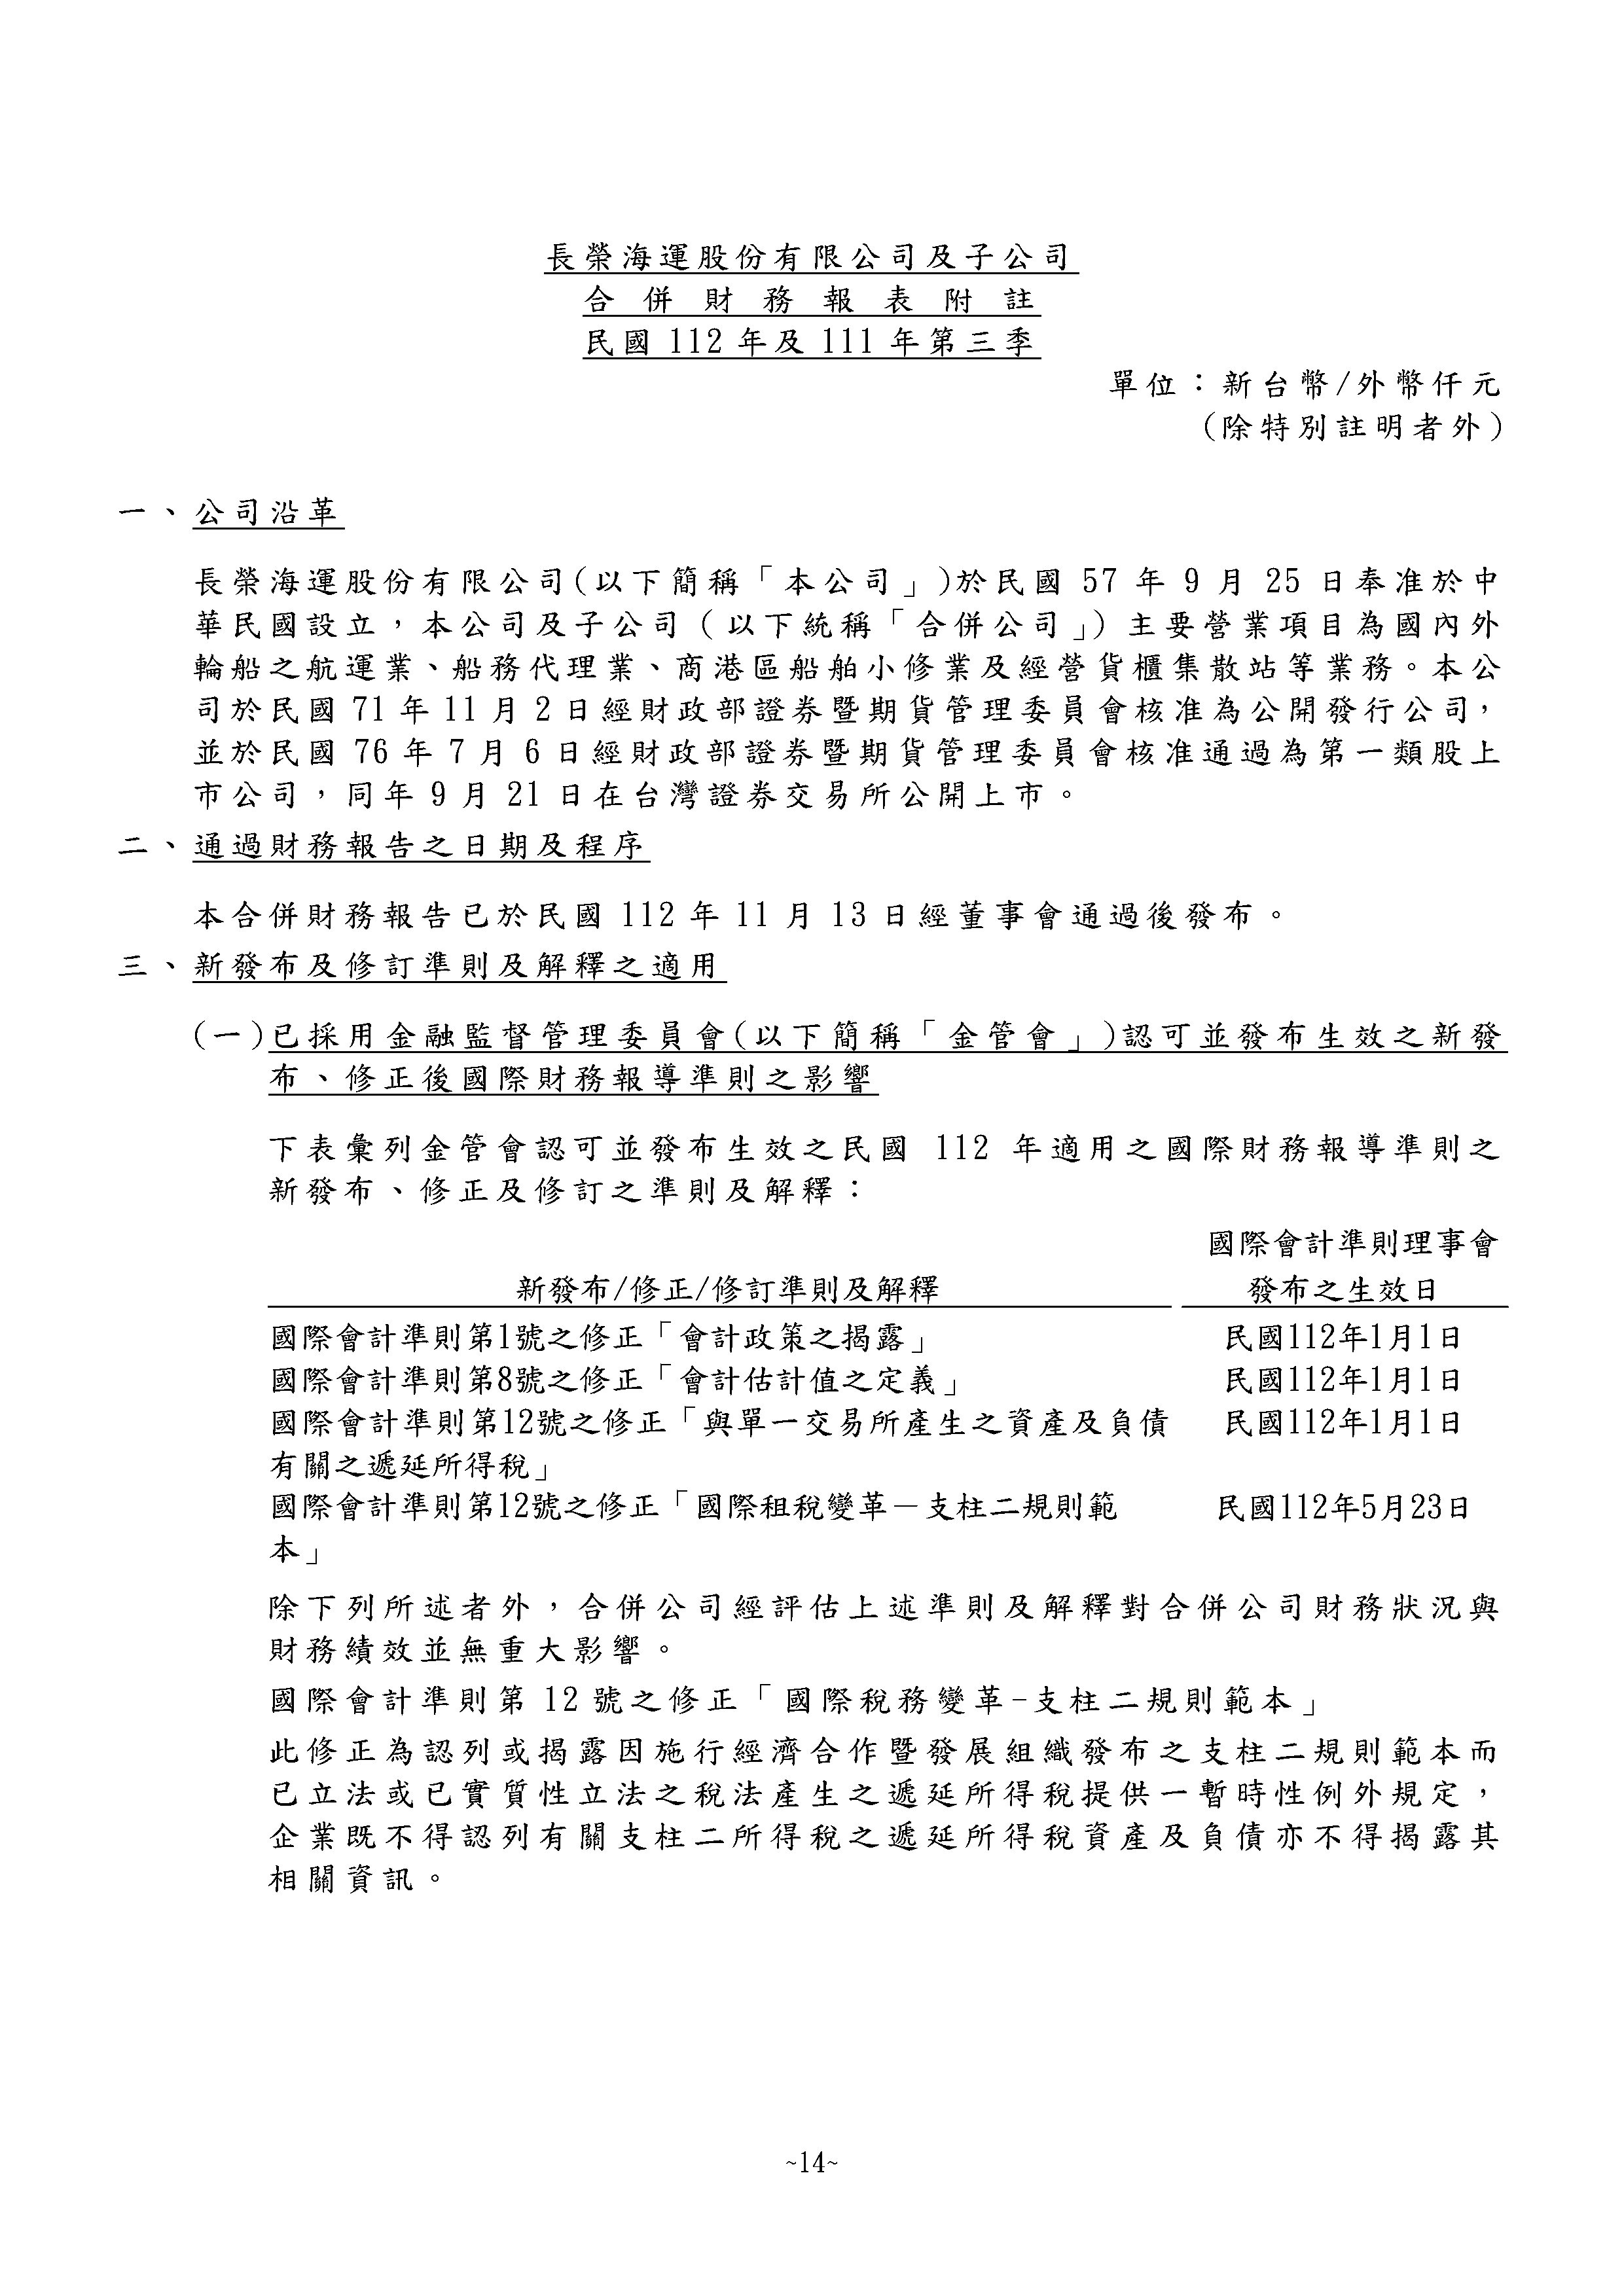 長榮海運股份有限公司及子公司
合併財務報表附註
民國 112 年及 111 年第三季
單位：新台幣/外幣仟元
(除特別註明者外)
一、公司沿革
長榮海運股份有限公司(以下簡稱「本公司」)於民國 57 年 9 月 25 日奉准於中
華民國設立，本公司及子公司（以下統稱「合併公司」）主要營業項目為國內外
輪船之航運業、船務代理業、商港區船舶小修業及經營貨櫃集散站等業務。本公
司於民國 71 年 11 月 2 日經財政部證券暨期貨管理委員會核准為公開發行公司，
並於民國 76 年 7 月 6 日經財政部證券暨期貨管理委員會核准通過為第一類股上
市公司，同年 9 月 21 日在台灣證券交易所公開上市。
二、通過財務報告之日期及程序
本合併財務報告已於民國 112 年 11 月 13 日經董事會通過後發布。
三、新發布及修訂準則及解釋之適用
(一)已採用金融監督管理委員會(以下簡稱「金管會」)認可並發布生效之新發
布、修正後國際財務報導準則之影響
下表彙列金管會認可並發布生效之民國 112 年適用之國際財務報導準則之
新發布、修正及修訂之準則及解釋：
國際會計準則理事會
新發布/修正/修訂準則及解釋 發布之生效日
國際會計準則第1號之修正「會計政策之揭露」 民國112年1月1日
國際會計準則第8號之修正「會計估計值之定義」 民國112年1月1日
國際會計準則第12號之修正「與單一交易所產生之資產及負債 民國112年1月1日
有關之遞延所得稅」
國際會計準則第12號之修正「國際租稅變革－支柱二規則範 民國112年5月23日
本」
除下列所述者外，合併公司經評估上述準則及解釋對合併公司財務狀況與
財務績效並無重大影響。
國際會計準則第 12 號之修正「國際稅務變革-支柱二規則範本」
此修正為認列或揭露因施行經濟合作暨發展組織發布之支柱二規則範本而
已立法或已實質性立法之稅法產生之遞延所得稅提供一暫時性例外規定，
企業既不得認列有關支柱二所得稅之遞延所得稅資產及負債亦不得揭露其
相關資訊。
~14~